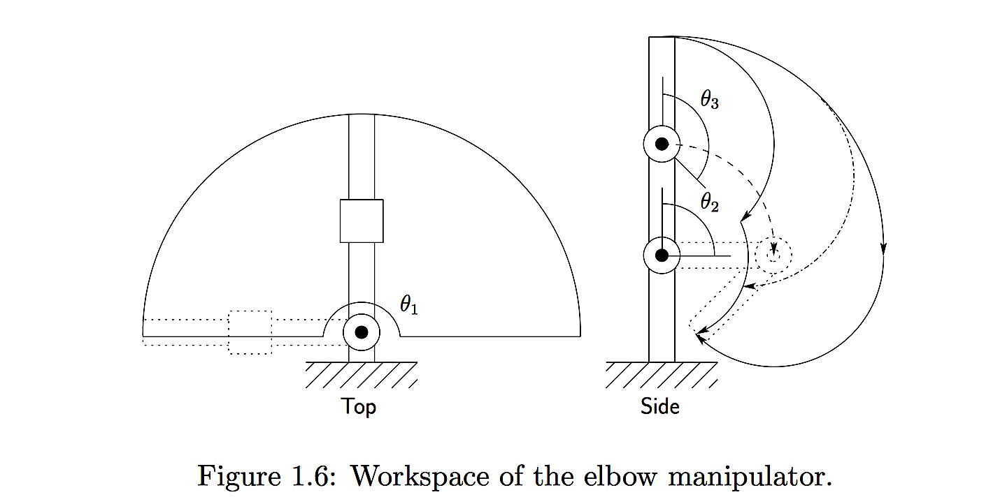 θ₃
θ₂
θ₁
Top
Side
Figure 1.6: Workspace of the elbow manipulator.